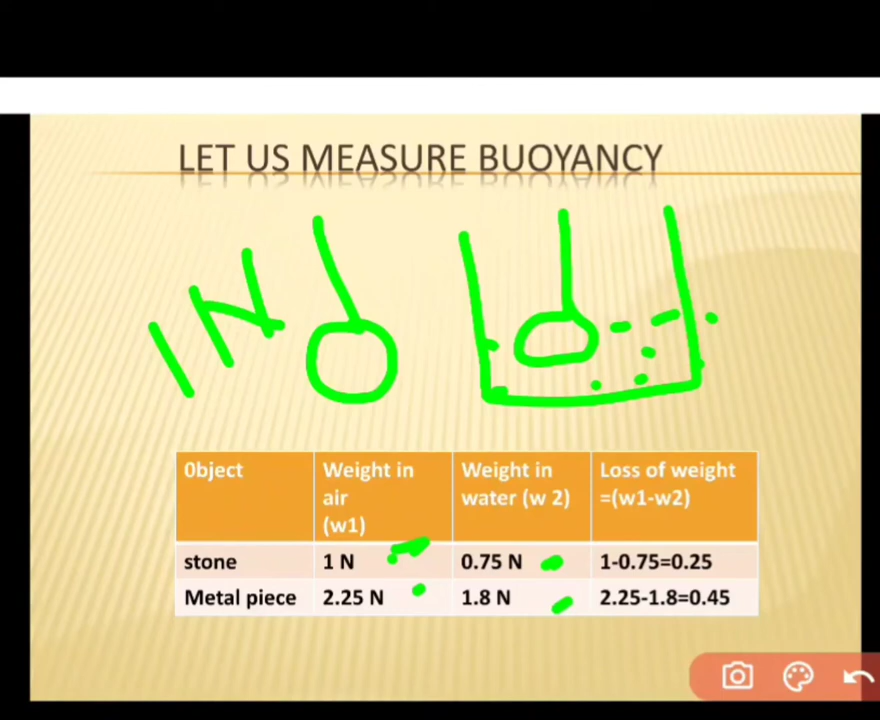 LET US MEASURE BUOYANCY
1N
0bject
Weight in air (w1)
Weight in water (w 2)
Loss of weight =(w1-w2)
stone
1 N
0.75 N
1-0.75=0.25
Metal piece
2.25 N
1.8 N
2.25-1.8=0.45